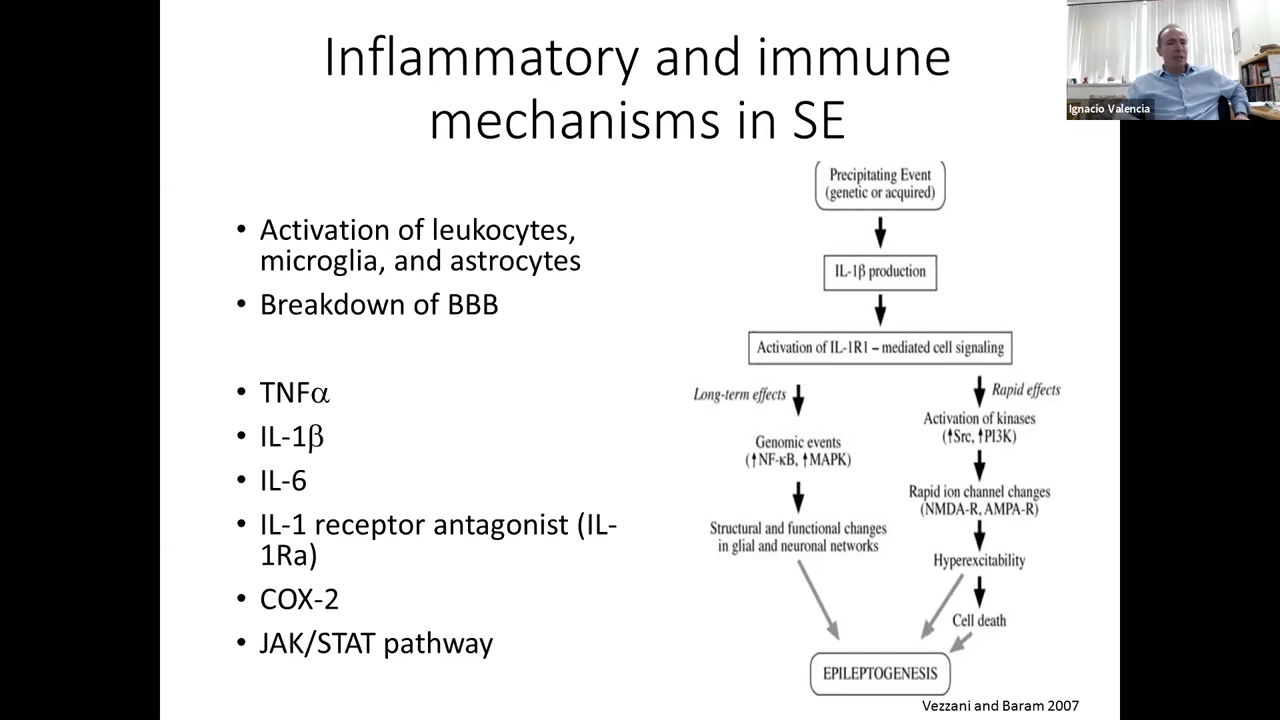 Inflammatory and immune
mechanisms in SE
Ignacio Valencia
• Activation of leukocytes,
microglia, and astrocytes
• Breakdown of BBB
• TNFα
• IL-1β
• IL-6
• IL-1 receptor antagonist (IL-
1Ra)
• COX-2
• JAK/STAT pathway
Precipitating Event
(genetic or acquired)
IL-1β production
Activation of IL-1R1 – mediated cell signaling
Long-term effects
Genomic events
(↑NF-κB, ↑MAPK)
Structural and functional changes
in glial and neuronal networks
Rapid effects
Activation of kinases
(↑Src, ↑PI3K)
Rapid ion channel changes
(NMDA-R, AMPA-R)
Hyperexcitability
Cell death
EPILEPTOGENESIS
Vezzani and Baram 2007